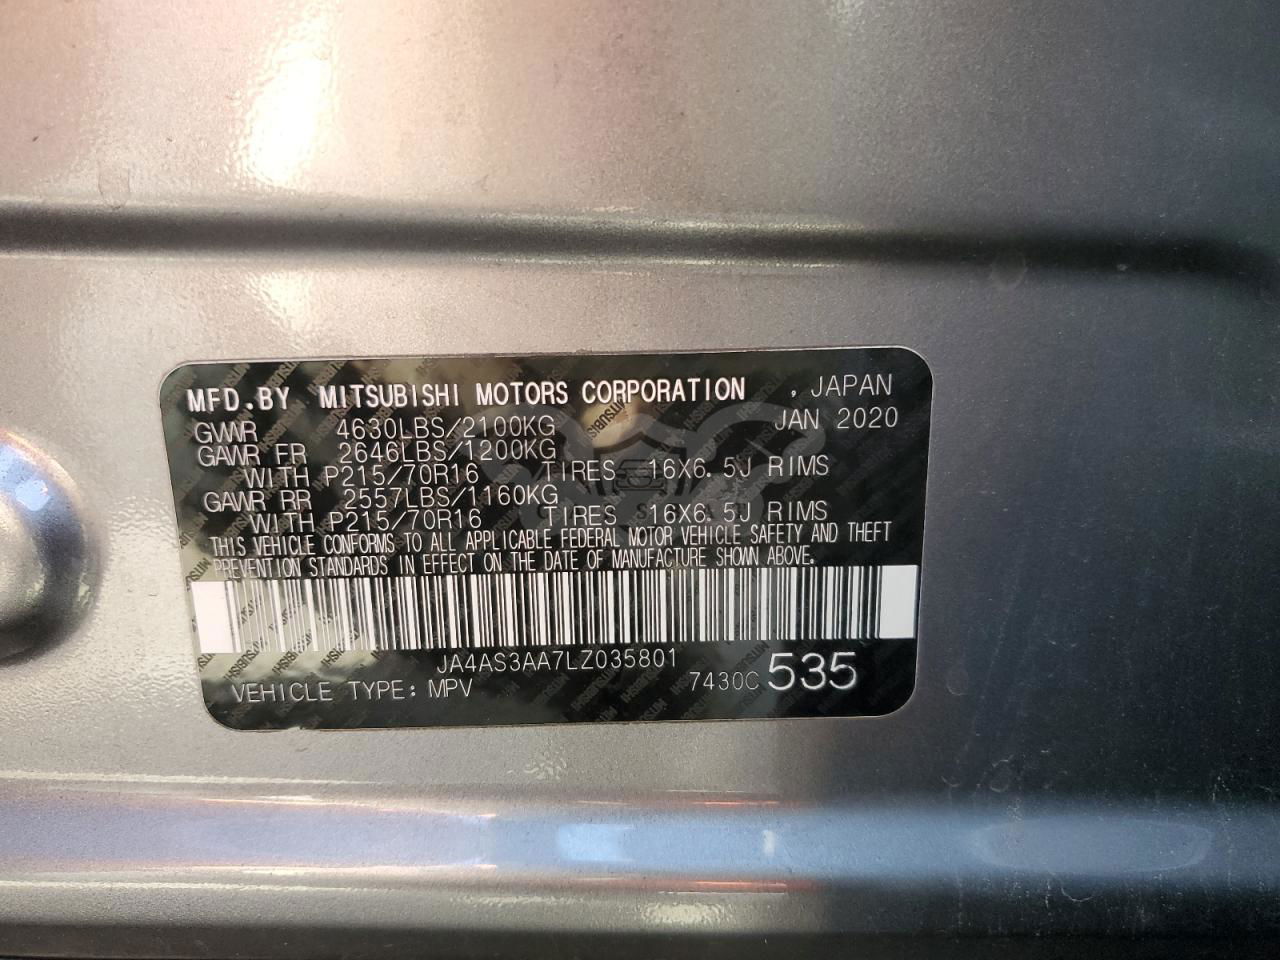 MFD.BY MITSUBISHI MOTORS CORPORATION , JAPAN
GVWR 4630LBS/2100KG JAN 2020
GAWR FR 2646LBS/1200KG
WITH P215/70R16 TIRES 16X6.5J RIMS
GAWR RR 2557LBS/1160KG
WITH P215/70R16 TIRES 16X6.5J RIMS
THIS VEHICLE CONFORMS TO ALL APPLICABLE FEDERAL MOTOR VEHICLE SAFETY AND THEFT
PREVENTION STANDARDS IN EFFECT ON THE DATE OF MANUFACTURE SHOWN ABOVE.
JA4AS3AA7LZ035801
VEHICLE TYPE: MPV 7430C 535